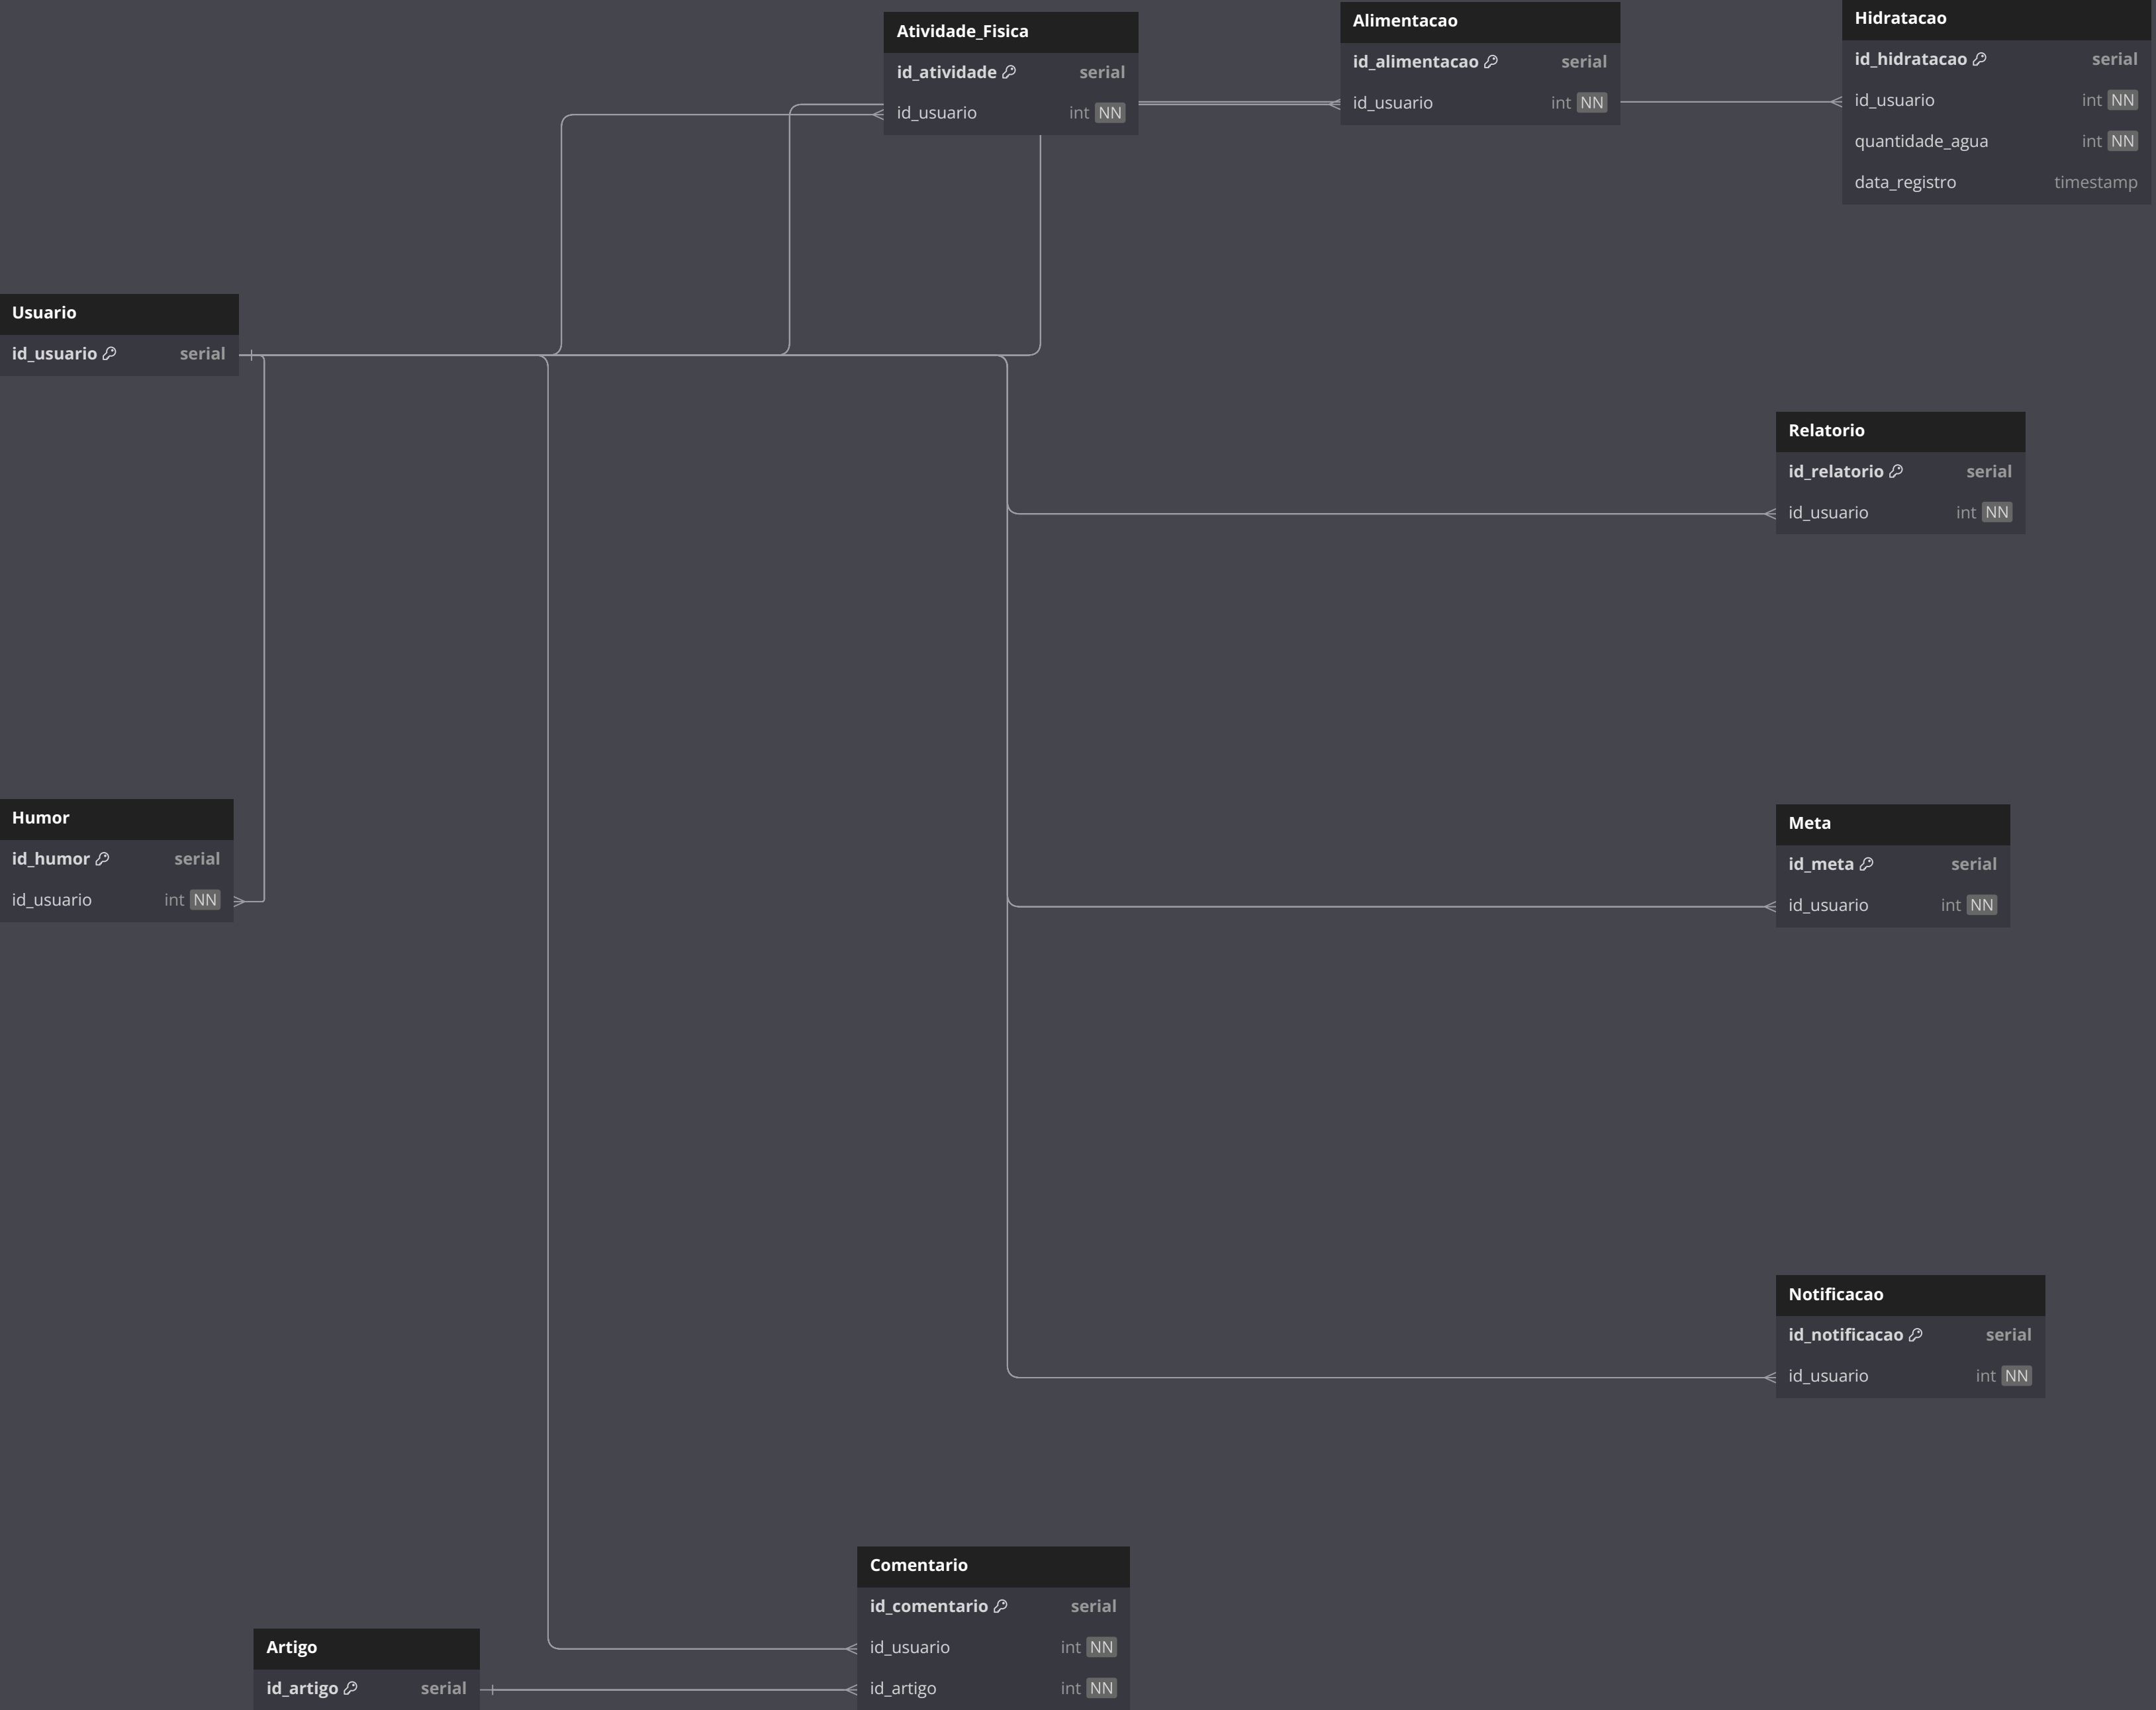 Atividade_Fisica
id_atividade serial
id_usuario int NN
Alimentacao
id_alimentacao serial
id_usuario int NN
Hidratacao
id_hidratacao serial
id_usuario int NN
quantidade_agua int NN
data_registro timestamp
Usuario
id_usuario serial
Relatorio
id_relatorio serial
id_usuario int NN
Humor
id_humor serial
id_usuario int NN
Meta
id_meta serial
id_usuario int NN
Notificacao
id_notificacao serial
id_usuario int NN
Comentario
id_comentario serial
id_usuario int NN
id_artigo int NN
Artigo
id_artigo serial